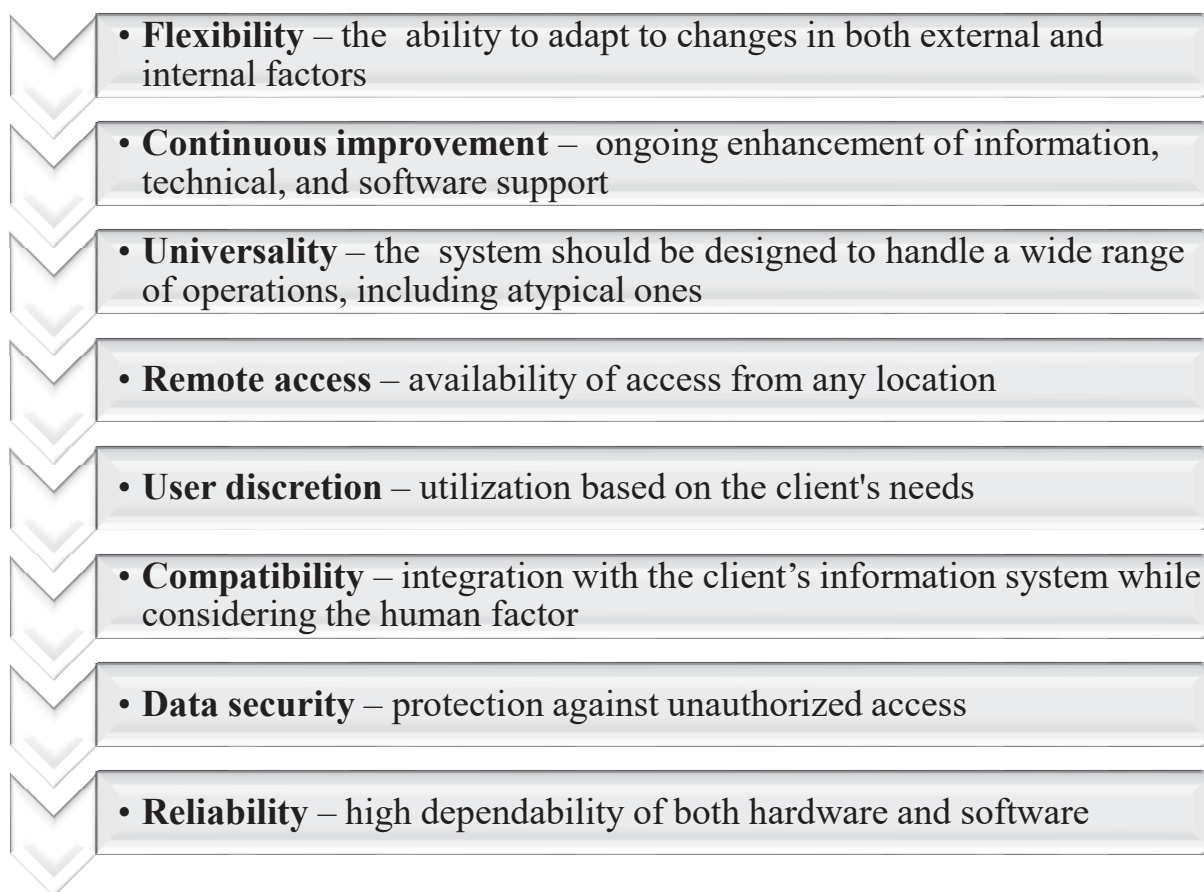 • Flexibility – the ability to adapt to changes in both external and
internal factors
• Continuous improvement – ongoing enhancement of information,
technical, and software support
• Universality – the system should be designed to handle a wide range
of operations, including atypical ones
• Remote access – availability of access from any location
• User discretion – utilization based on the client's needs
• Compatibility – integration with the client’s information system while
considering the human factor
• Data security – protection against unauthorized access
• Reliability – high dependability of both hardware and software